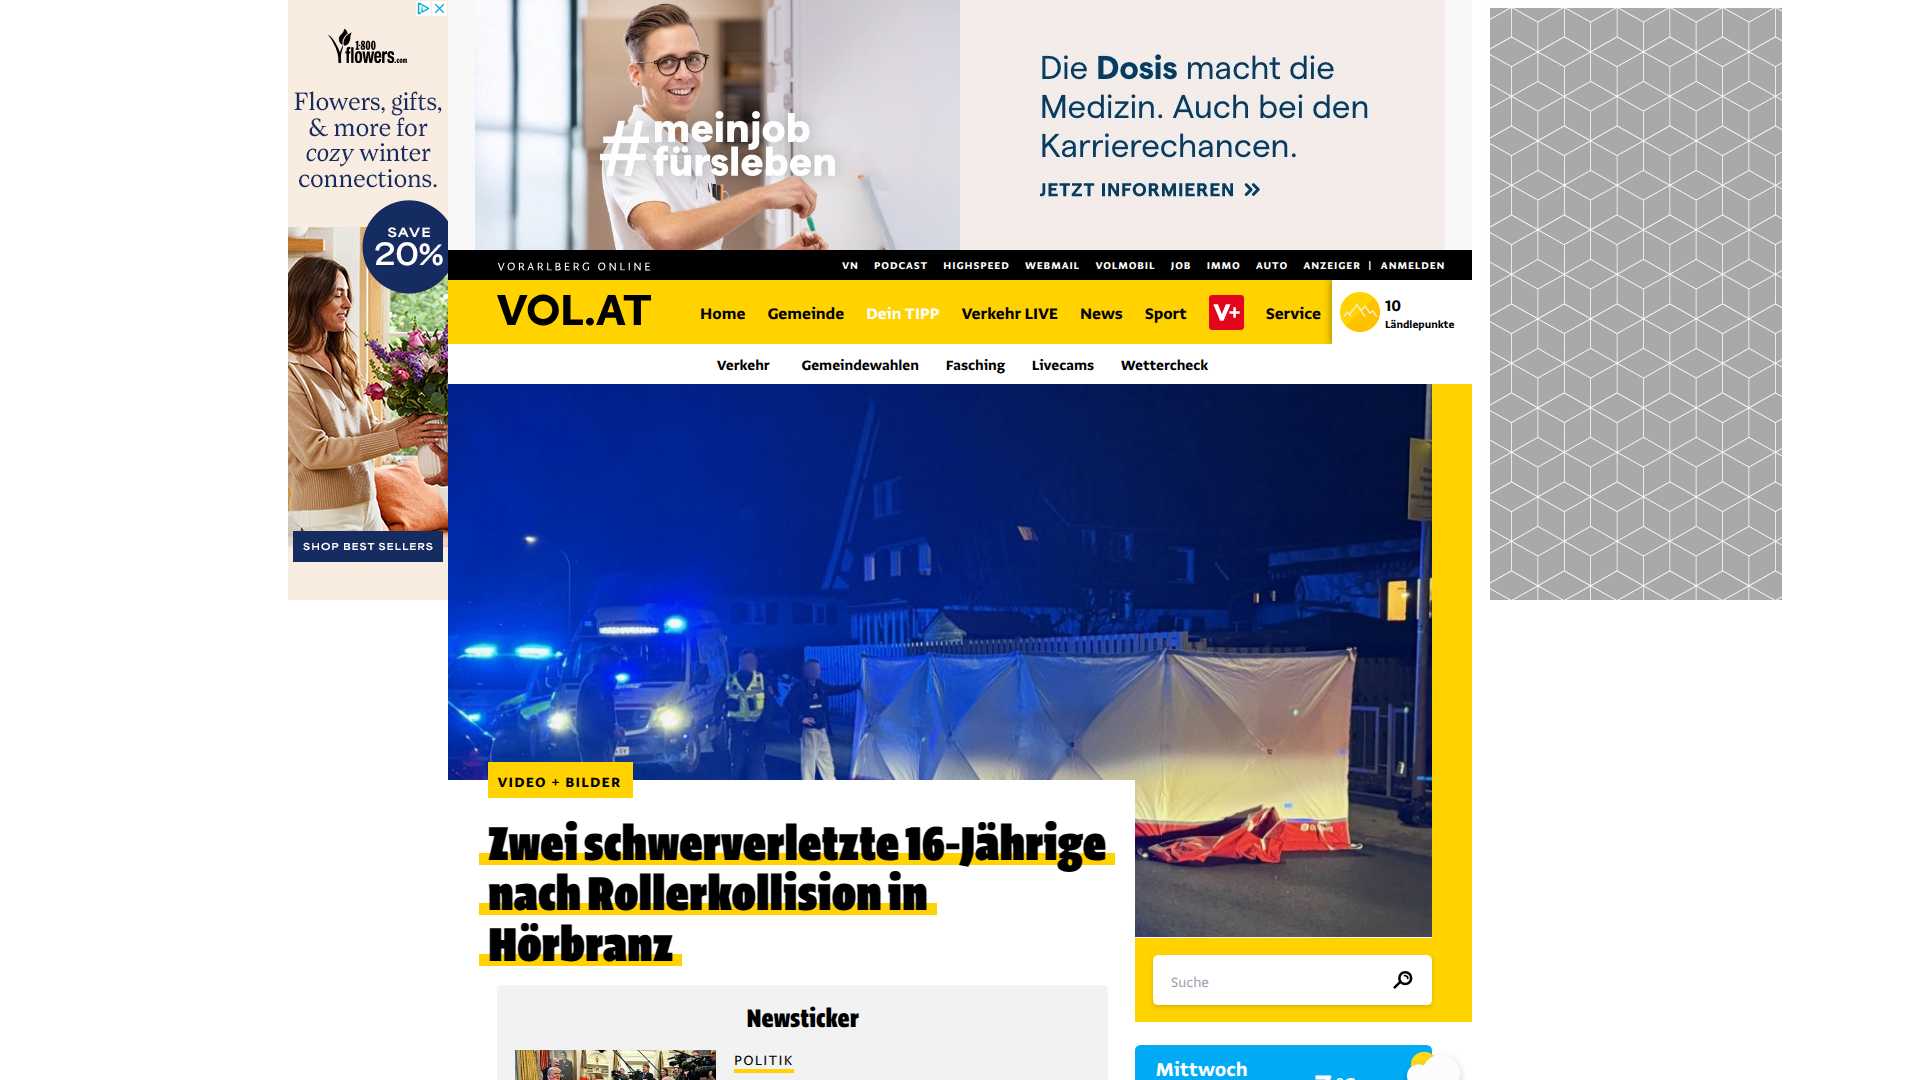 1-800
flowers.com
Flowers, gifts,
& more for
cozy winter
connections.
SAVE
20%
SHOP BEST SELLERS
#meinjob
fürsleben
Die Dosis macht die
Medizin. Auch bei den
Karrierechancen.
JETZT INFORMIEREN »
VORARLBERG ONLINE
VN PODCAST HIGHSPEED WEBMAIL VOLMOBIL JOB IMMO AUTO ANZEIGER | ANMELDEN
VOL.AT
Home Gemeinde Dein TIPP Verkehr LIVE News Sport V+ Service
10
Ländlepunkte
Verkehr Gemeindewahlen Fasching Livecams Wettercheck
VIDEO + BILDER
Zwei schwerverletzte 16-Jährige
nach Rollerkollision in
Hörbranz
Suche
Newsticker
POLITIK
Mittwoch